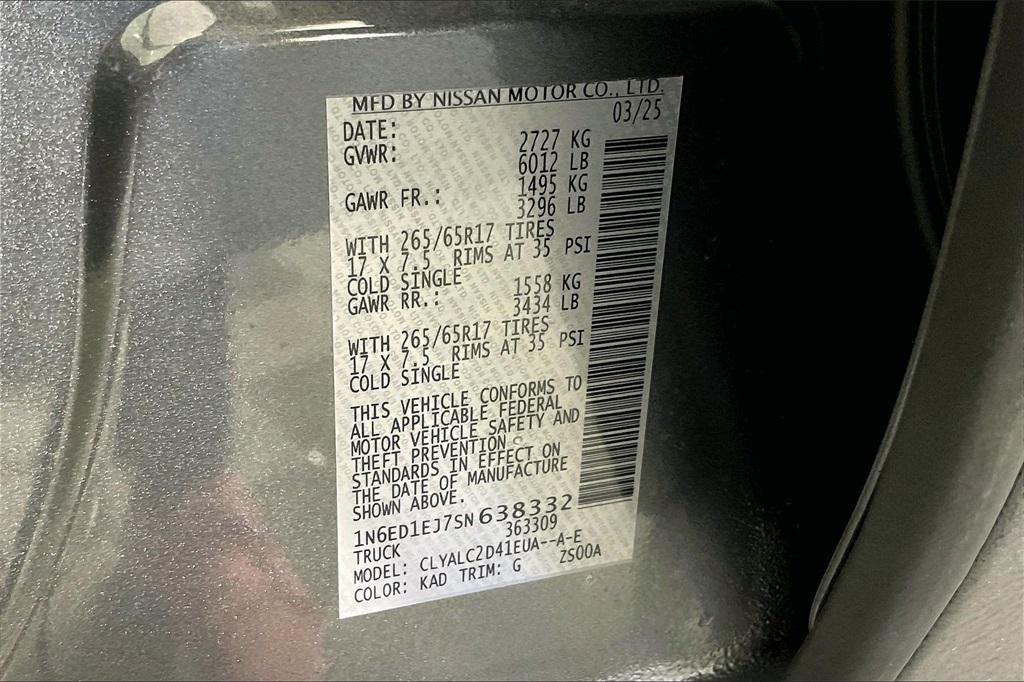 MFD BY NISSAN MOTOR CO., LTD.
DATE: 03/25
GVWR: 2727 KG
6012 LB
GAWR FR.: 1495 KG
3296 LB
WITH 265/65R17 TIRES
17 X 7.5 RIMS AT 35 PSI
COLD SINGLE
GAWR RR.: 1558 KG
3434 LB
WITH 265/65R17 TIRES
17 X 7.5 RIMS AT 35 PSI
COLD SINGLE
THIS VEHICLE CONFORMS TO
ALL APPLICABLE FEDERAL
MOTOR VEHICLE SAFETY AND
THEFT PREVENTION
STANDARDS IN EFFECT ON
THE DATE OF MANUFACTURE
SHOWN ABOVE.
1N6ED1EJ7SN638332
TRUCK 363309
MODEL: CLYALC2D41EUA--A-E
COLOR: KAD TRIM: G ZS00A